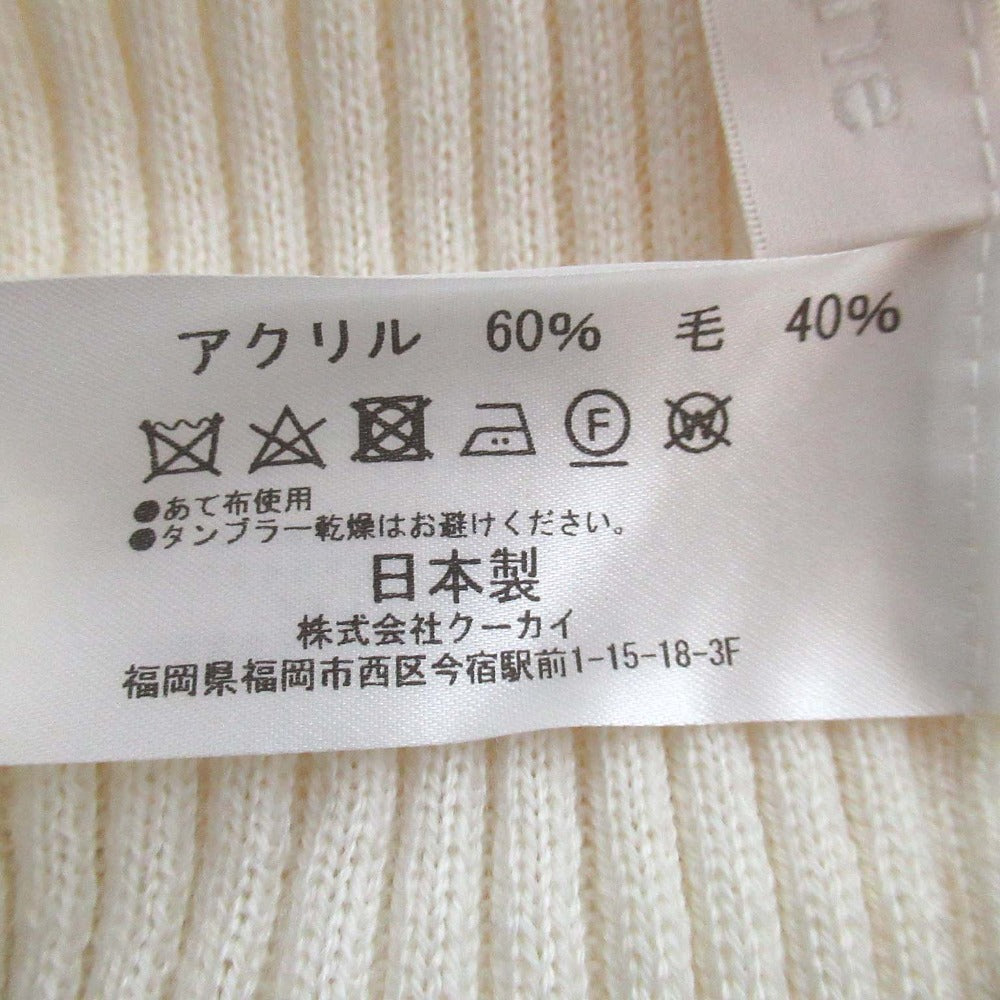 アクリル 60% 毛 40%
F W
●あて布使用
●タンブラー乾燥はお避けください。
日本製
株式会社クーカイ
福岡県福岡市西区今宿駅前1-15-18-3F